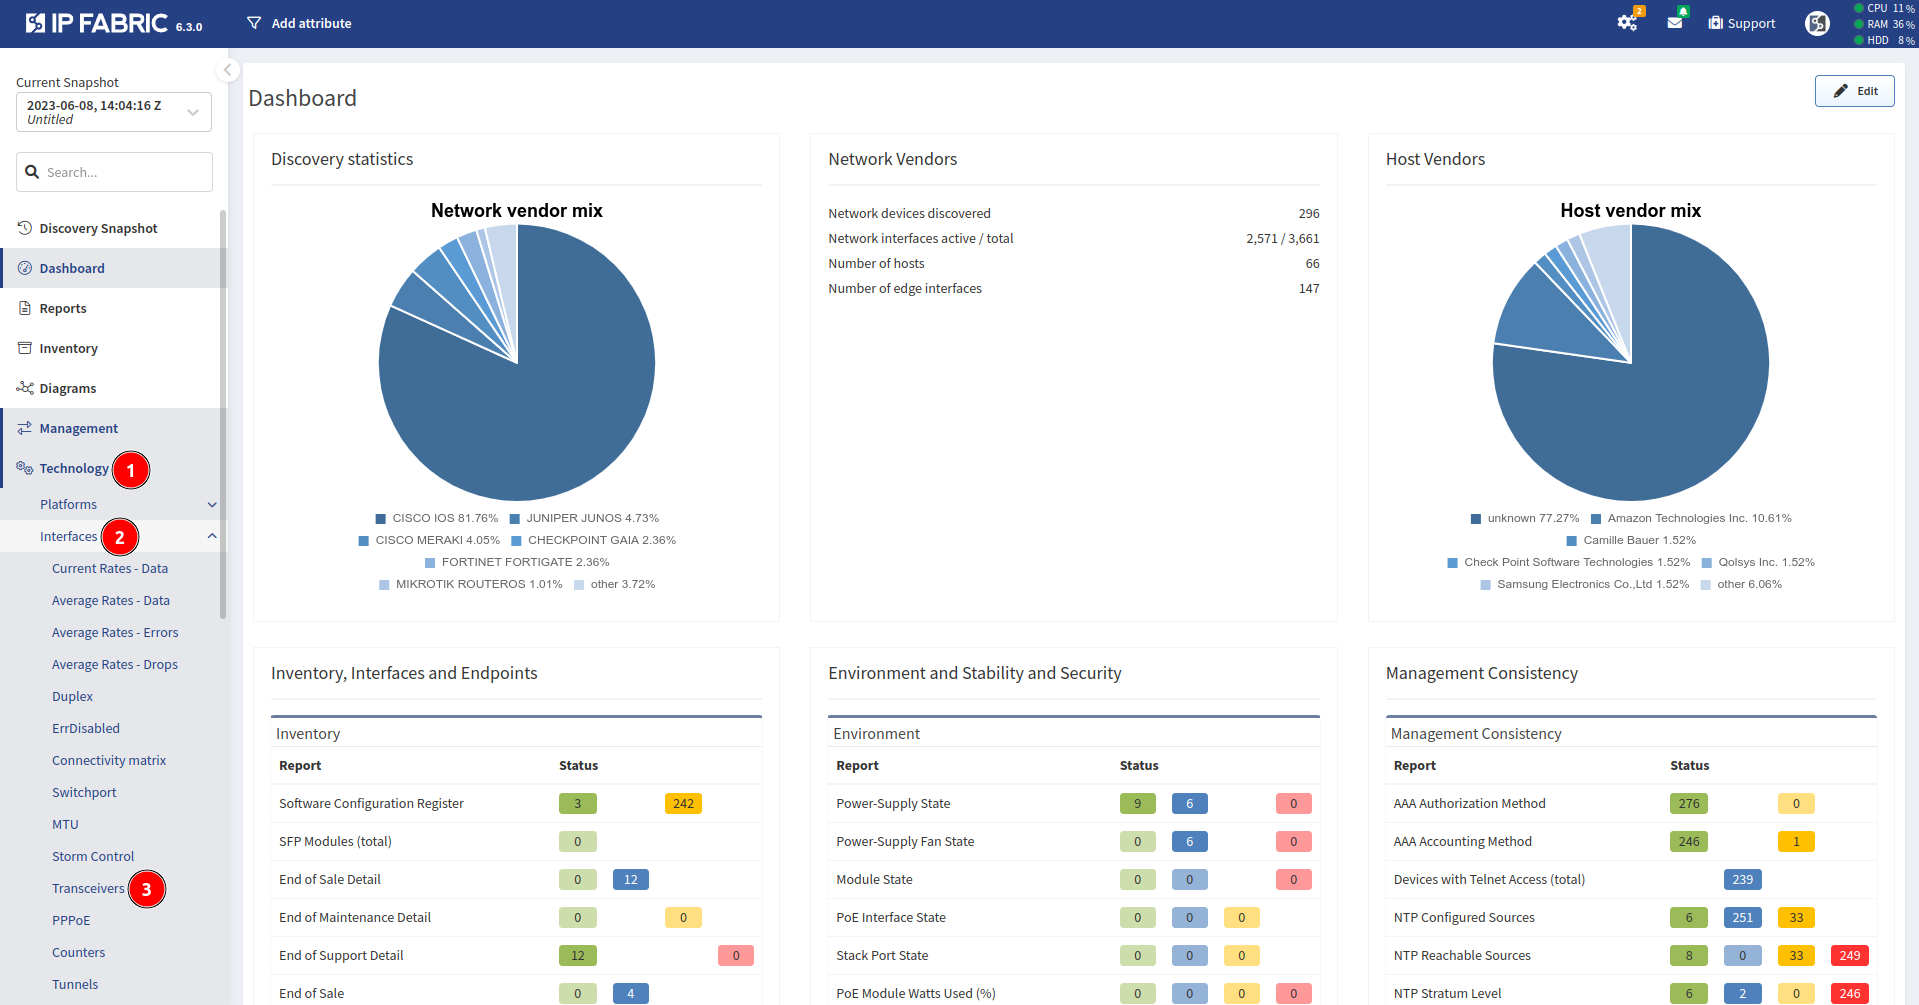 IP FABRIC 6.3.0
Add attribute
2
Support
CPU 11 %
RAM 36 %
HDD 8 %
Current Snapshot
2023-06-08, 14:04:16 Z
Untitled
Search...
Discovery Snapshot
Dashboard
Reports
Inventory
Diagrams
Management
Technology 1
Platforms
Interfaces 2
Current Rates - Data
Average Rates - Data
Average Rates - Errors
Average Rates - Drops
Duplex
ErrDisabled
Connectivity matrix
Switchport
MTU
Storm Control
Transceivers 3
PPPoE
Counters
Tunnels
Dashboard
Edit
Discovery statistics
Network vendor mix
CISCO IOS 81.76% JUNIPER JUNOS 4.73%
CISCO MERAKI 4.05% CHECKPOINT GAIA 2.36%
FORTINET FORTIGATE 2.36%
MIKROTIK ROUTEROS 1.01% other 3.72%
Network Vendors
Network devices discovered 296
Network interfaces active / total 2,571 / 3,661
Number of hosts 66
Number of edge interfaces 147
Host Vendors
Host vendor mix
unknown 77.27% Amazon Technologies Inc. 10.61%
Camille Bauer 1.52%
Check Point Software Technologies 1.52% Qolsys Inc. 1.52%
Samsung Electronics Co.,Ltd 1.52% other 6.06%
Inventory, Interfaces and Endpoints
Inventory
Report Status
Software Configuration Register 3 242
SFP Modules (total) 0
End of Sale Detail 0 12
End of Maintenance Detail 0 0
End of Support Detail 12 0
End of Sale 0 4
Environment and Stability and Security
Environment
Report Status
Power-Supply State 9 6 0
Power-Supply Fan State 0 6 0
Module State 0 0 0
PoE Interface State 0 0 0
Stack Port State 0 0 0
PoE Module Watts Used (%) 0 0 0 0
Management Consistency
Management Consistency
Report Status
AAA Authorization Method 276 0
AAA Accounting Method 246 1
Devices with Telnet Access (total) 239
NTP Configured Sources 6 251 33
NTP Reachable Sources 8 0 33 249
NTP Stratum Level 6 2 0 246